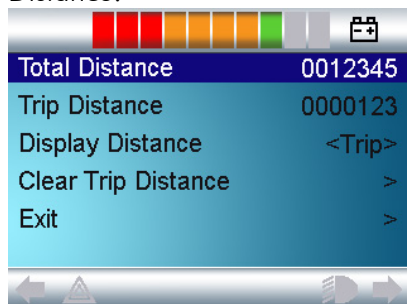 Distance.
Total Distance 0012345
Trip Distance 0000123
Display Distance <Trip>
Clear Trip Distance >
Exit >